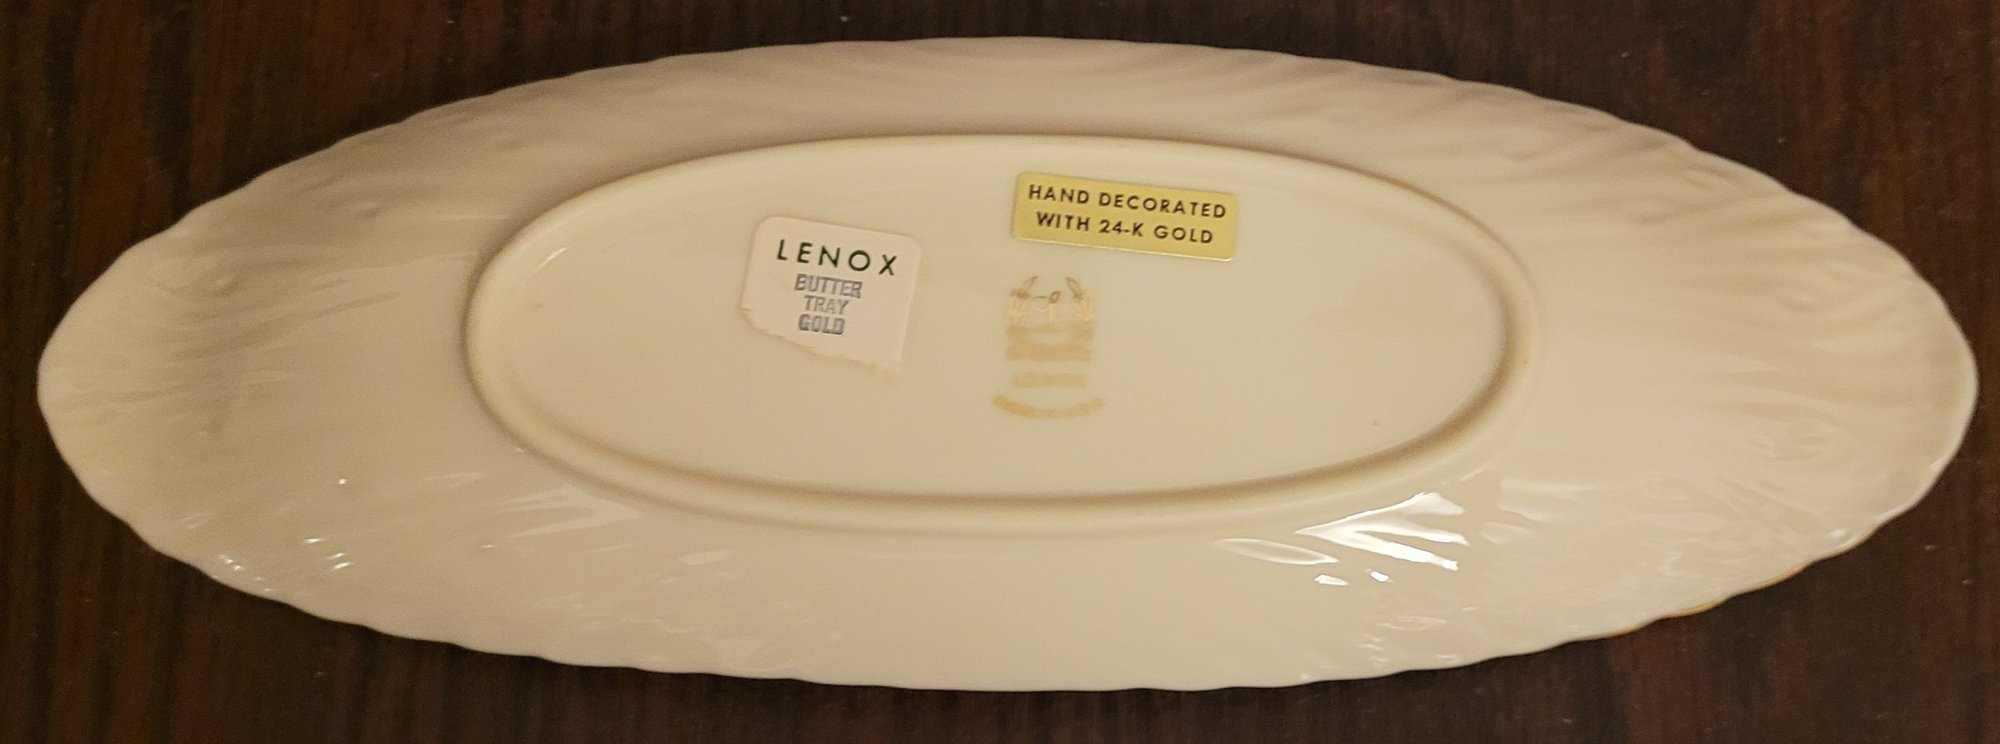 HAND DECORATED
WITH 24-K GOLD
LENOX
BUTTER
TRAY
GOLD